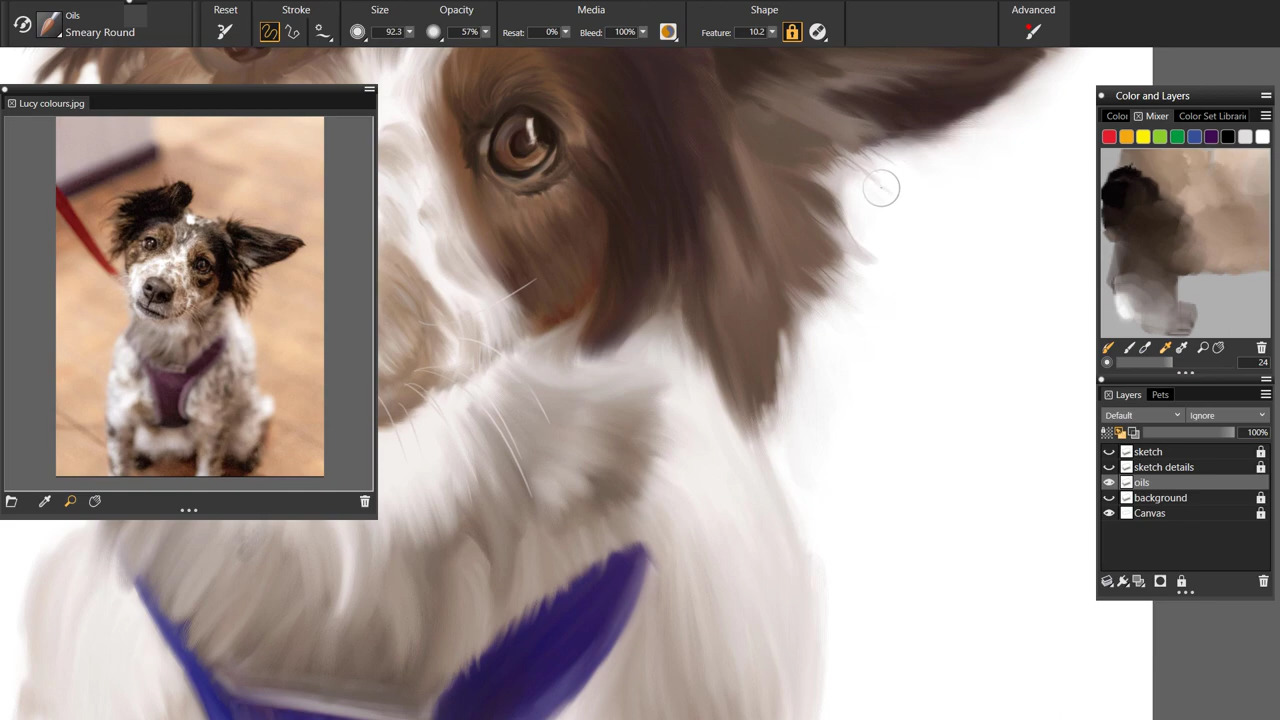 Oils
Smeary Round
Reset
Stroke
Size
92.3
Opacity
57%
Media
Resat: 0%
Bleed: 100%
Shape
Feature: 10.2
Advanced
Lucy colours.jpg
Color and Layers
Color
Mixer
Color Set Librari
24
Layers
Pets
Default
Ignore
100%
sketch
sketch details
oils
background
Canvas